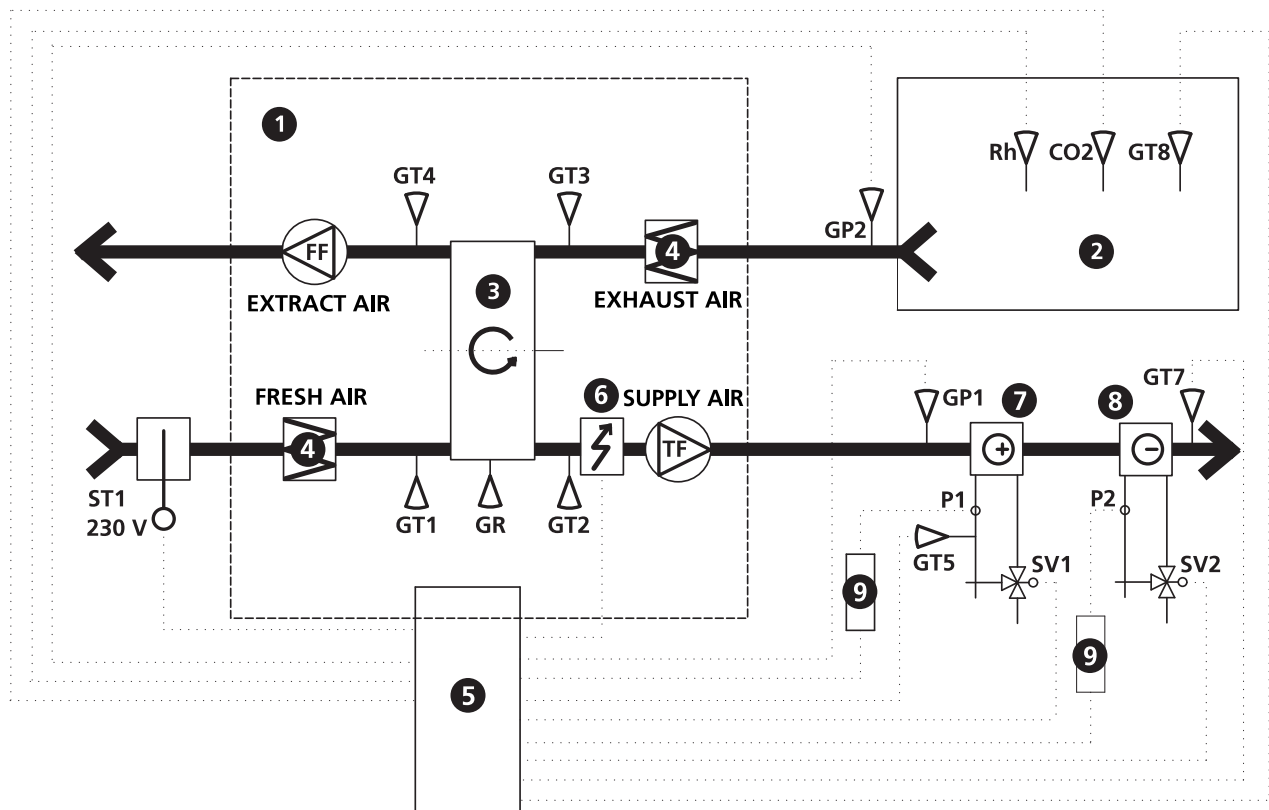 1
Rh
CO2
GT8
GT4
GT3
GP2
FF
4
2
3
EXTRACT AIR
EXHAUST AIR
FRESH AIR
6
SUPPLY AIR
GP1
7
8
GT7
4
TF
ST1
230 V
GT1
GR
GT2
P1
P2
GT5
SV1
SV2
9
9
5